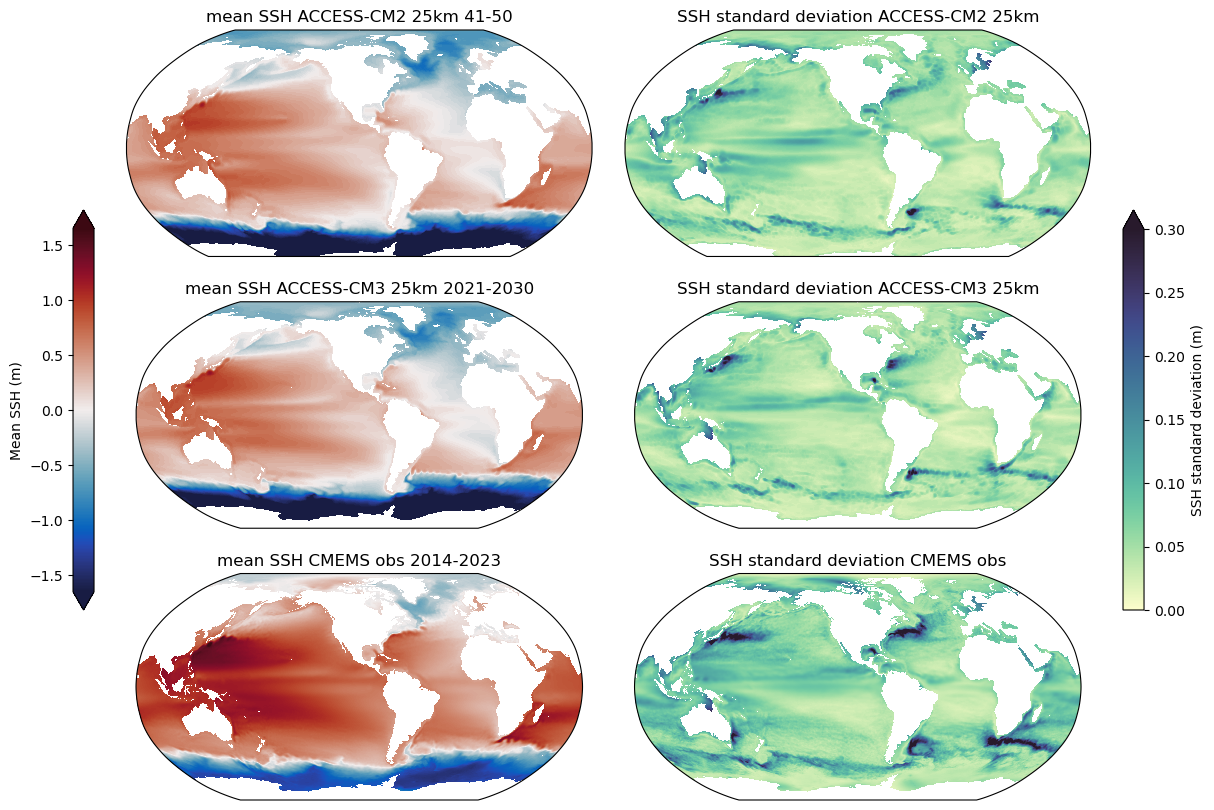 mean SSH ACCESS-CM2 25km 41-50
SSH standard deviation ACCESS-CM2 25km
mean SSH ACCESS-CM3 25km 2021-2030
SSH standard deviation ACCESS-CM3 25km
mean SSH CMEMS obs 2014-2023
SSH standard deviation CMEMS obs
Mean SSH (m)
1.5
1.0
0.5
0.0
−0.5
−1.0
−1.5
0.30
0.25
0.20
0.15
0.10
0.05
0.00
SSH standard deviation (m)